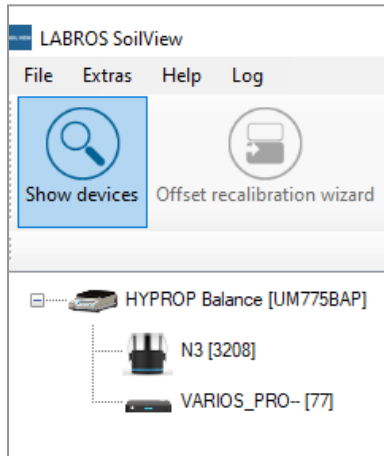 LABROS SoilView
File Extras Help Log
Show devices Offset recalibration wizard
HYPROP Balance [UM775BAP]
N3 [3208]
VARIOS_PRO-- [77]